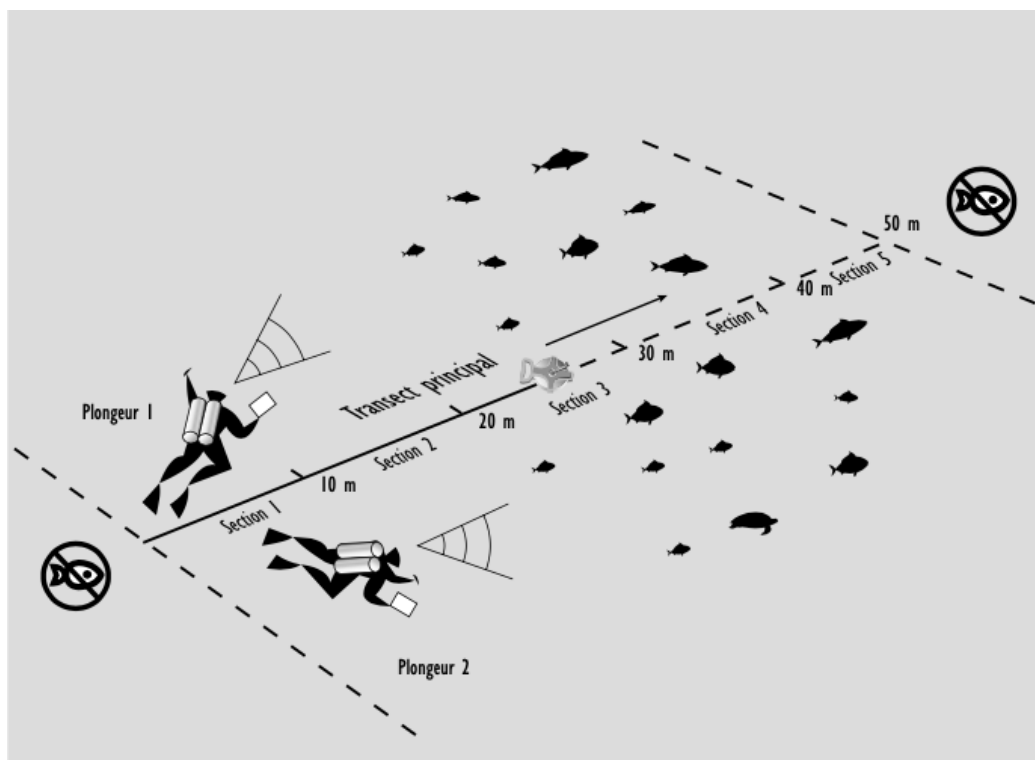 50 m
Section 5
40 m
Section 4
30 m
Transect principal
Section 3
Plongeur 1
20 m
Section 2
10 m
Section 1
Plongeur 2